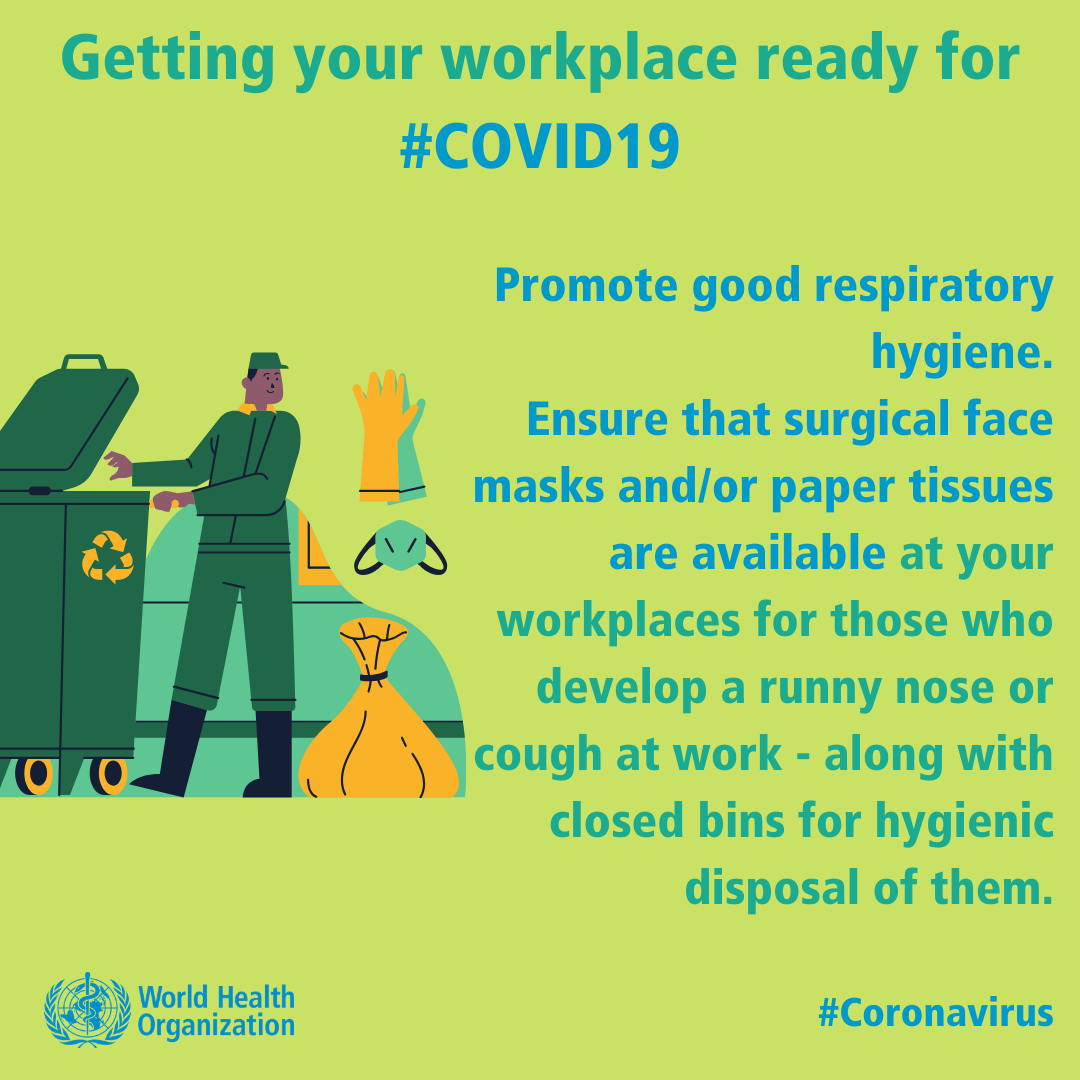 Getting your workplace ready for
#COVID19
Promote good respiratory
hygiene.
Ensure that surgical face
masks and/or paper tissues
are available at your
workplaces for those who
develop a runny nose or
cough at work - along with
closed bins for hygienic
disposal of them.
World Health
Organization
#Coronavirus